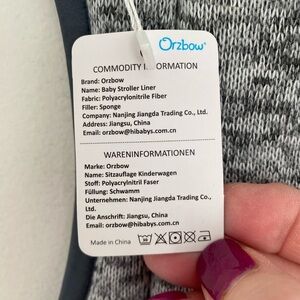 Orzbow
COMMODITY I ORMATION
Brand: Orzbow
Name: Baby Stroller Liner
Fabric: Polyacrylonitrile Fiber
Filler: Sponge
Company: Nanjing Jiangda Trading Co., Ltd.
Address: Jiangsu, China
Email: orzbow@hibabys.com.cn
WARENINFORMATIONEN
Marke: Orzbow
Name: Sitzauflage Kinderwagen
Stoff: Polyacrylnitril Faser
Füllung: Schwamm
Unternehmen: Nanjing Jiangda Trading Co.,
Ltd.
Die Anschrift: Jiangsu, China
Email: orzbow@hibabys.com.cn
Made in China